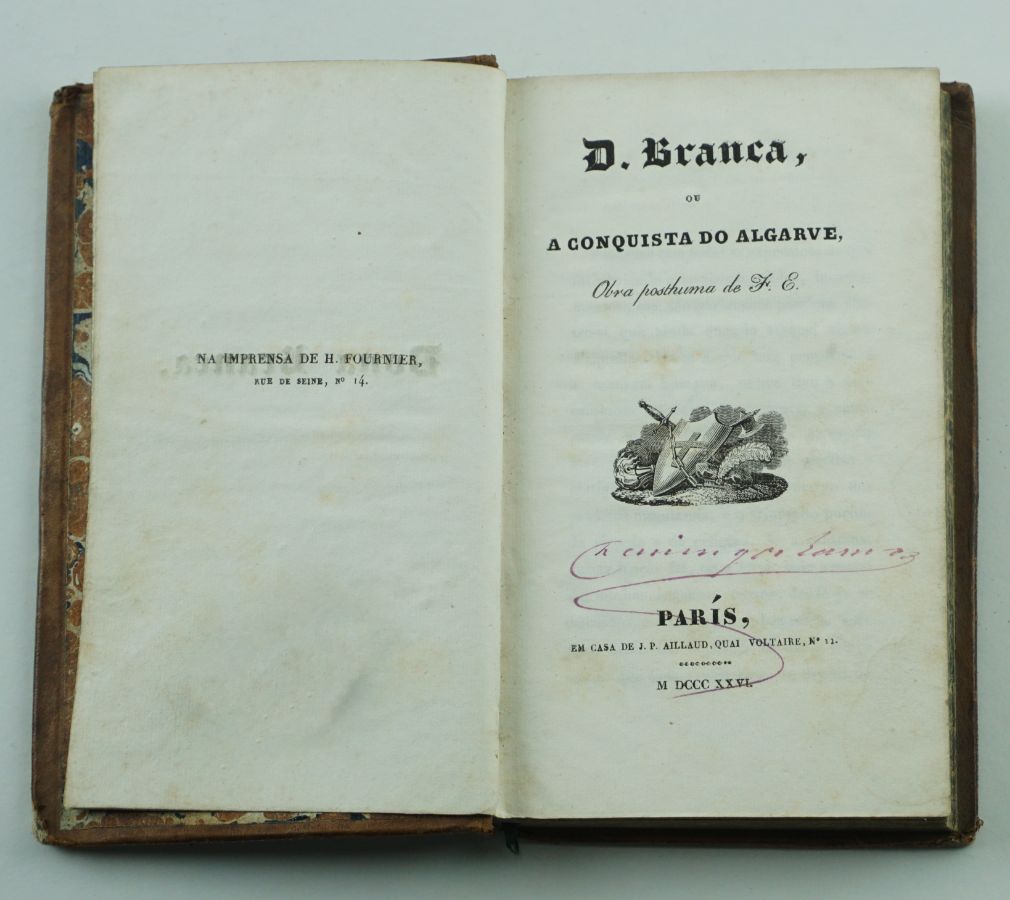 NA IMPRENSA DE H. FOURNIER,
RUE DE SEINE, Nº 14.
D. Branca,
OU
A CONQUISTA DO ALGARVE,
Obra posthuma de F. E.
PARÍS,
EM CASA DE J. P. AILLAUD, QUAI VOLTAIRE, Nº 11.
M DCCC XXVI.